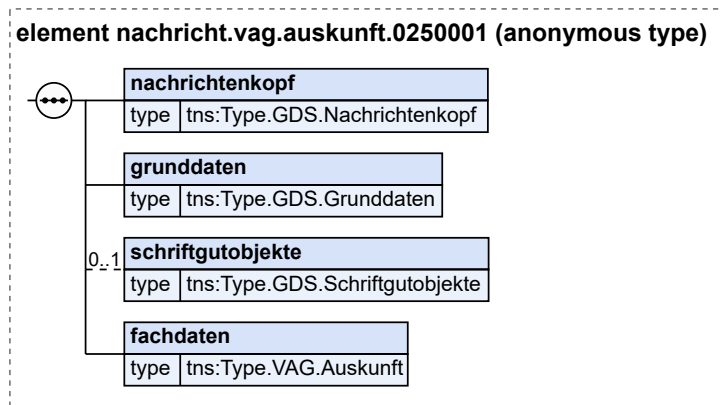 element nachricht.vag.auskunft.0250001 (anonymous type)
nachrichtenkopf
type tns:Type.GDS.Nachrichtenkopf
grunddaten
type tns:Type.GDS.Grunddaten
0..1
schriftgutobjekte
type tns:Type.GDS.Schriftgutobjekte
fachdaten
type tns:Type.VAG.Auskunft